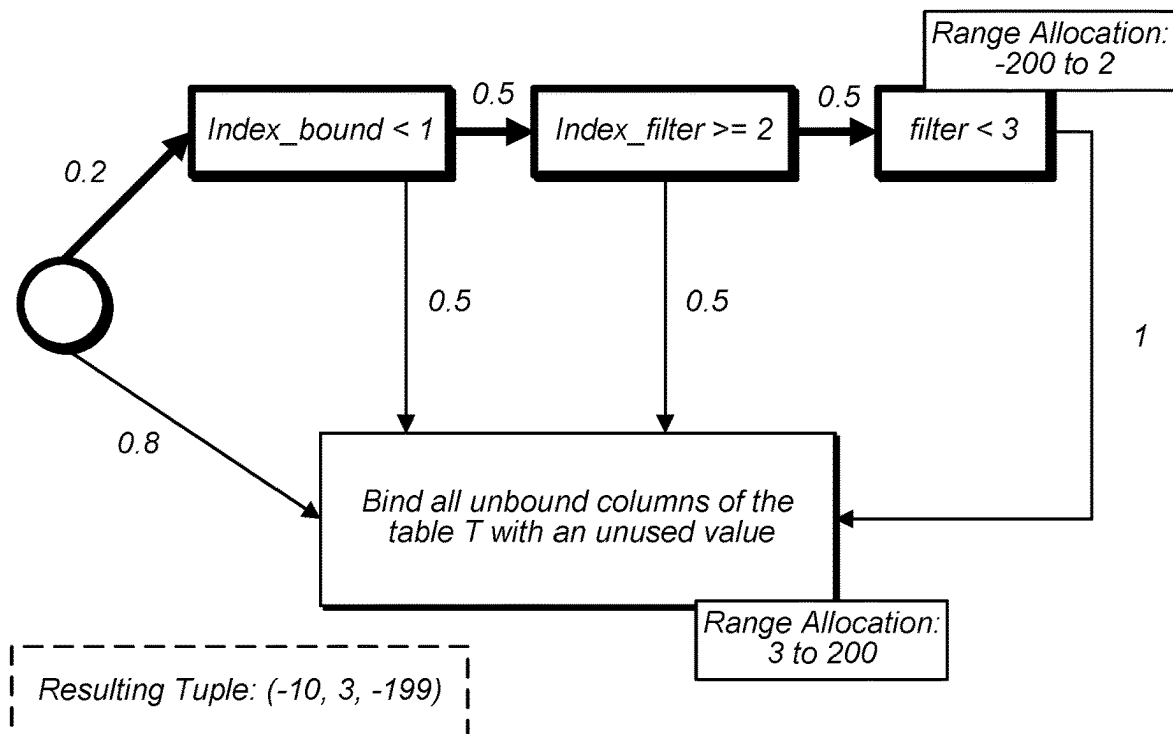 Range Allocation:
-200 to 2
0.5
0.5
Index_bound < 1
Index_filter >= 2
filter < 3
0.2
0.5
0.5
1
0.8
Bind all unbound columns of the
table T with an unused value
Range Allocation:
3 to 200
Resulting Tuple: (-10, 3, -199)